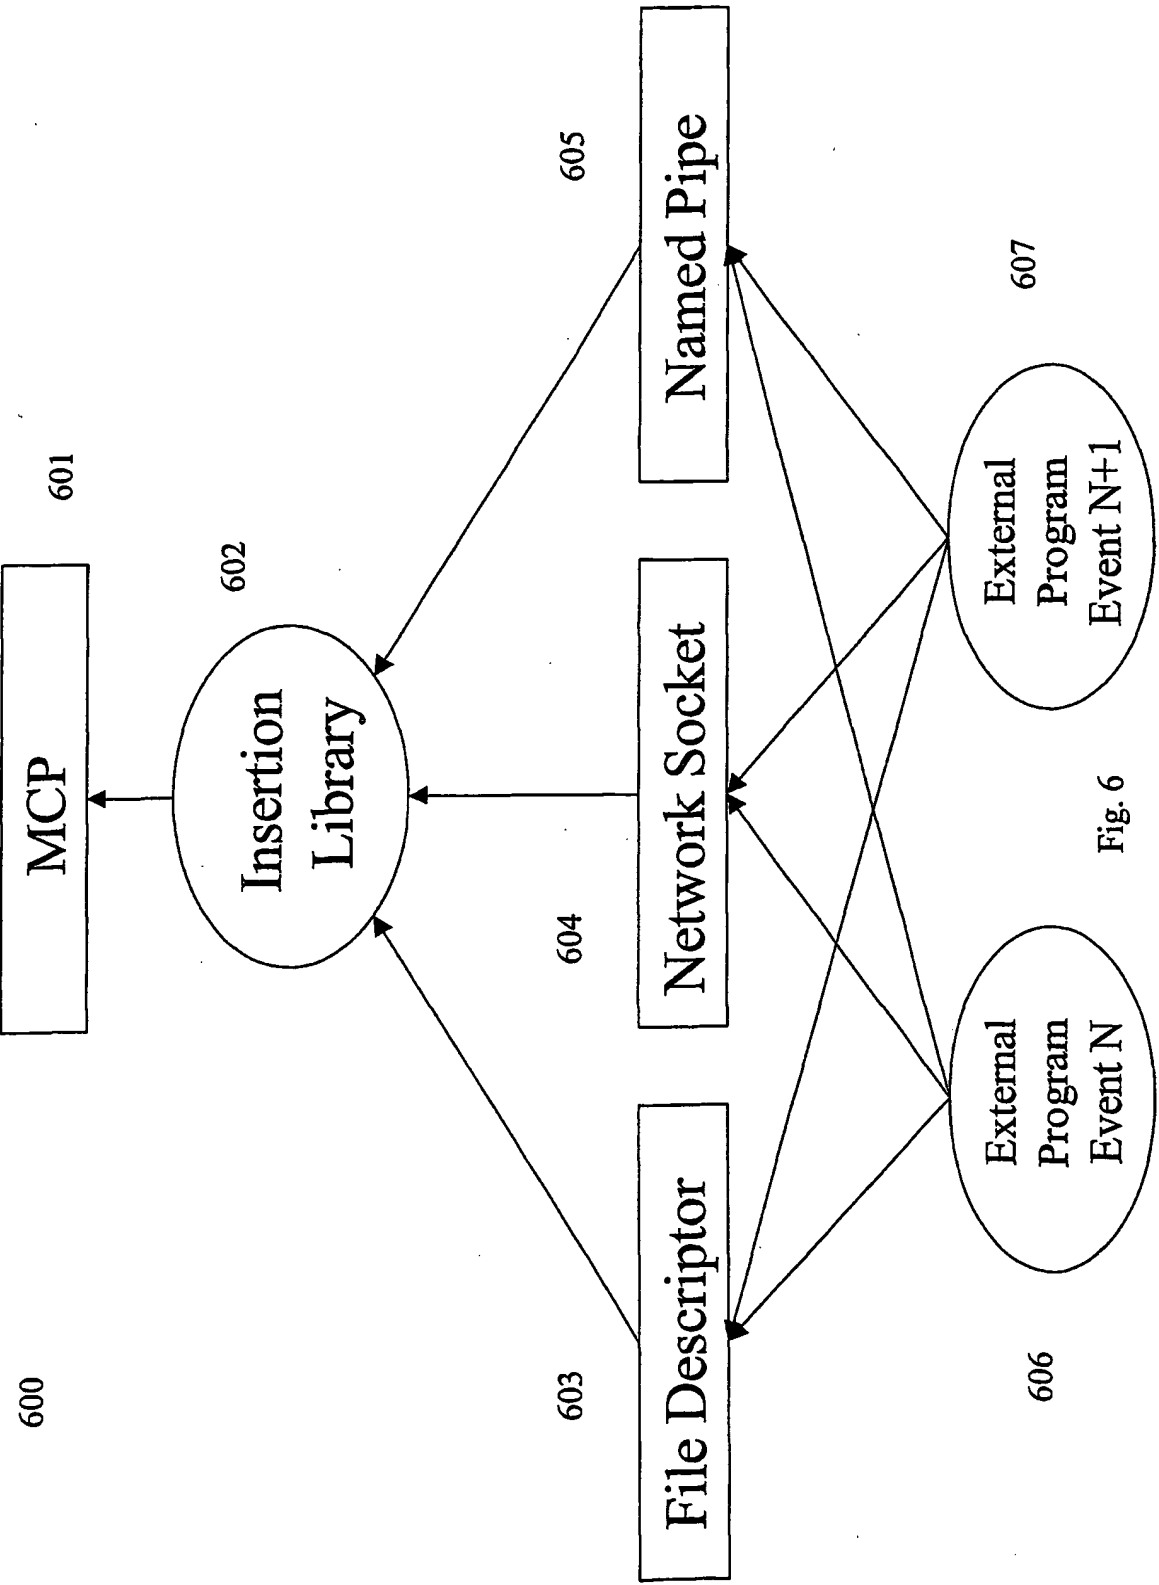 600
601
MCP
602
Insertion
Library
603
604
605
File Descriptor
Network Socket
Named Pipe
606
External
Program
Event N
External
Program
Event N+1
607
Fig. 6